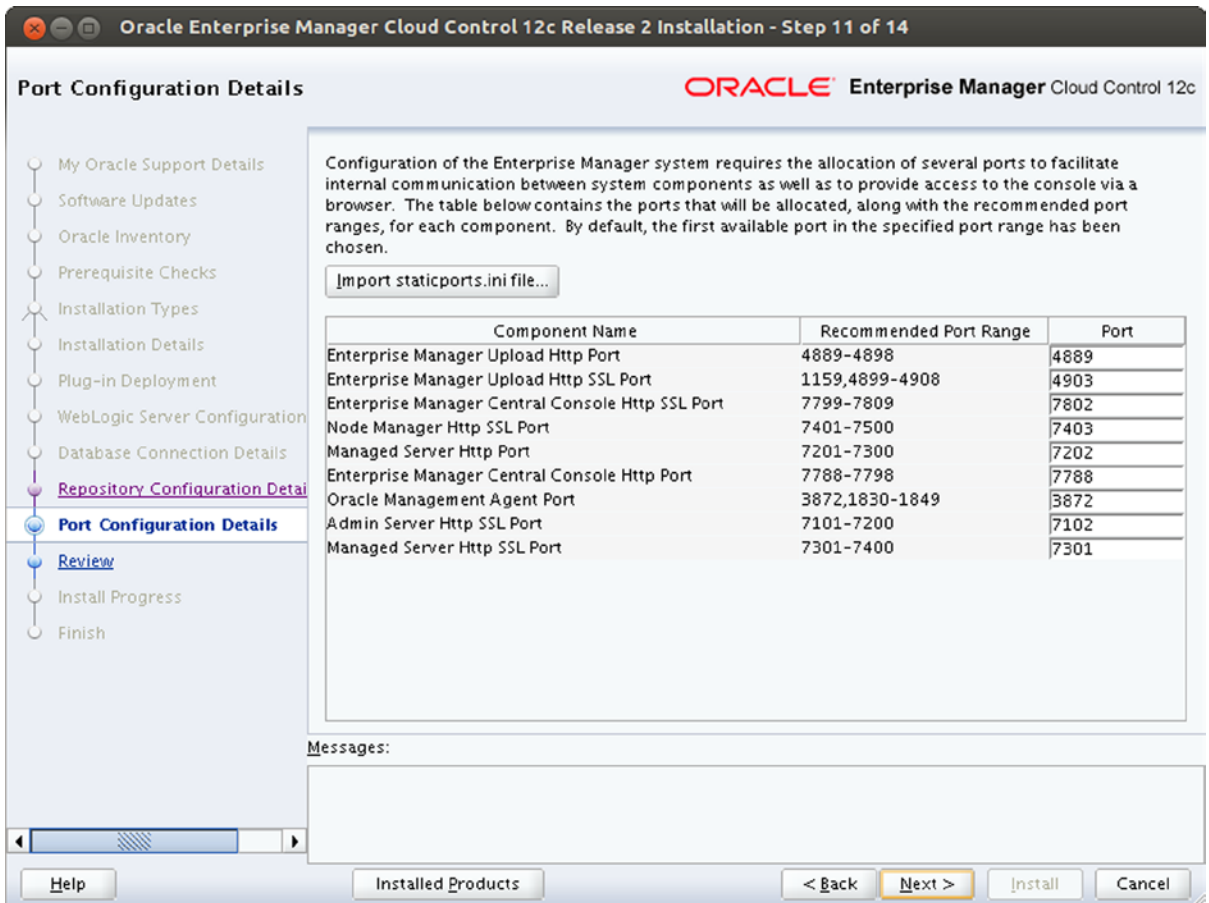 Oracle Enterprise Manager Cloud Control 12c Release 2 Installation - Step 11 of 14
Port Configuration Details
ORACLE Enterprise Manager Cloud Control 12c
My Oracle Support Details
Software Updates
Oracle Inventory
Prerequisite Checks
Installation Types
Installation Details
Plug-in Deployment
WebLogic Server Configuration
Database Connection Details
Repository Configuration Detai
Port Configuration Details
Review
Install Progress
Finish
Configuration of the Enterprise Manager system requires the allocation of several ports to facilitate
internal communication between system components as well as to provide access to the console via a
browser. The table below contains the ports that will be allocated, along with the recommended port
ranges, for each component. By default, the first available port in the specified port range has been
chosen.
Import staticports.ini file...
Component Name Recommended Port Range Port
Enterprise Manager Upload Http Port 4889-4898 4889
Enterprise Manager Upload Http SSL Port 1159,4899-4908 4903
Enterprise Manager Central Console Http SSL Port 7799-7809 7802
Node Manager Http SSL Port 7401-7500 7403
Managed Server Http Port 7201-7300 7202
Enterprise Manager Central Console Http Port 7788-7798 7788
Oracle Management Agent Port 3872,1830-1849 3872
Admin Server Http SSL Port 7101-7200 7102
Managed Server Http SSL Port 7301-7400 7301
Messages:
Help Installed Products < Back Next > Install Cancel